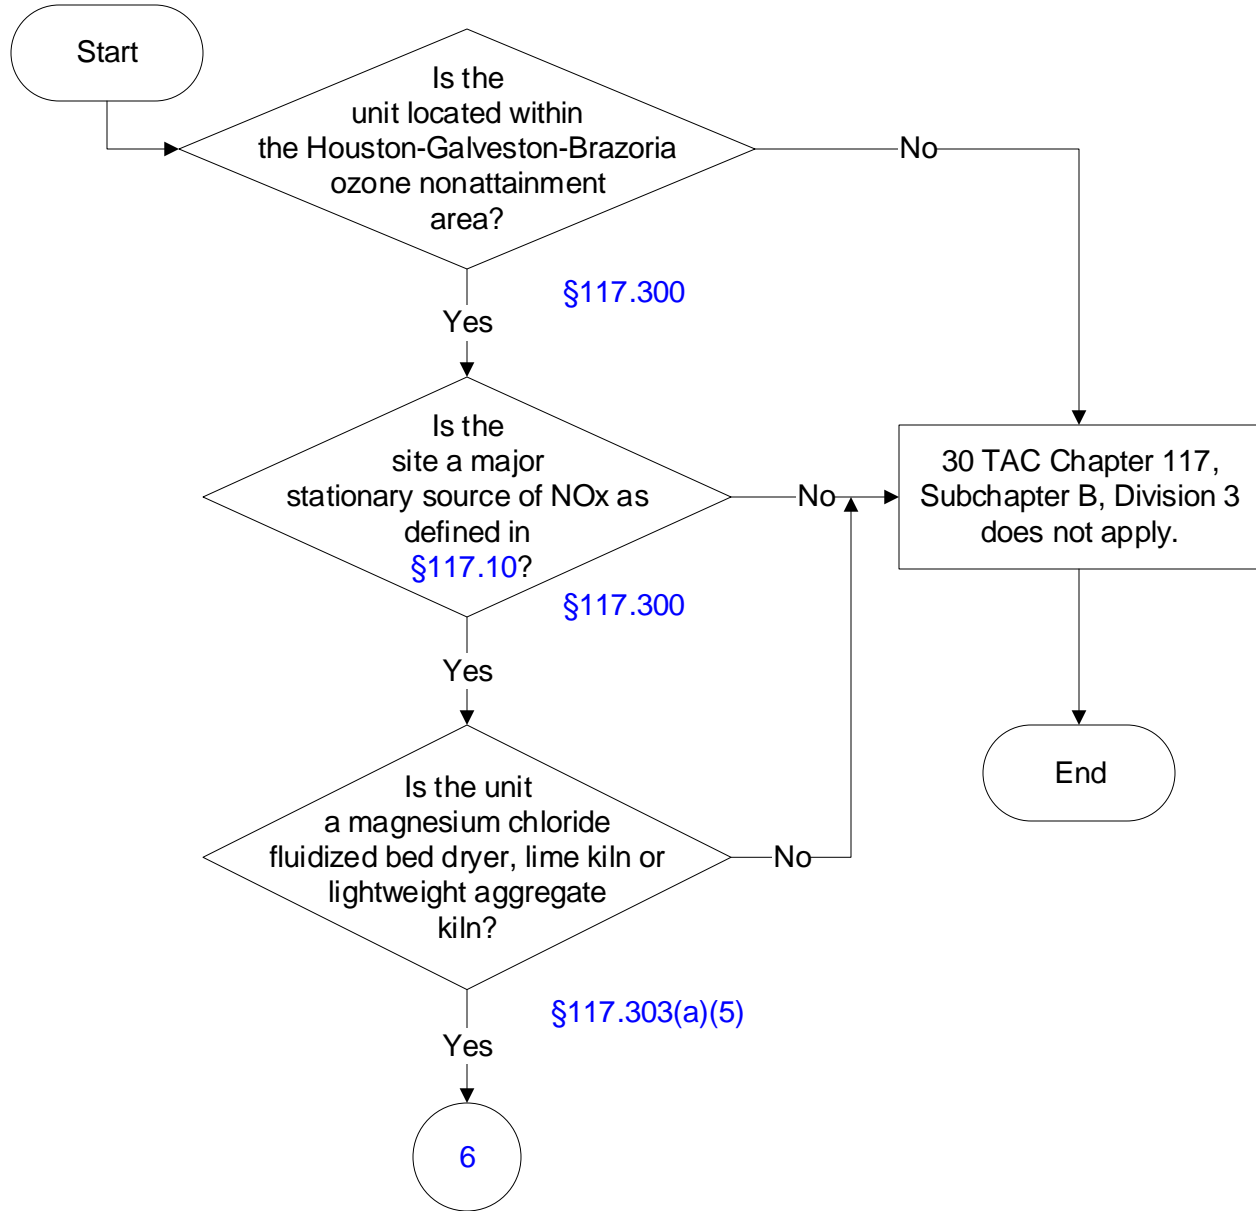 Start
Is the
unit located within
the Houston-Galveston-Brazoria
ozone nonattainment
area?
No
§117.300
Yes
Is the
site a major
stationary source of NOx as
defined in
§117.10?
No
30 TAC Chapter 117,
Subchapter B, Division 3
does not apply.
§117.300
Yes
End
Is the unit
a magnesium chloride
fluidized bed dryer, lime kiln or
lightweight aggregate
kiln?
No
§117.303(a)(5)
Yes
6